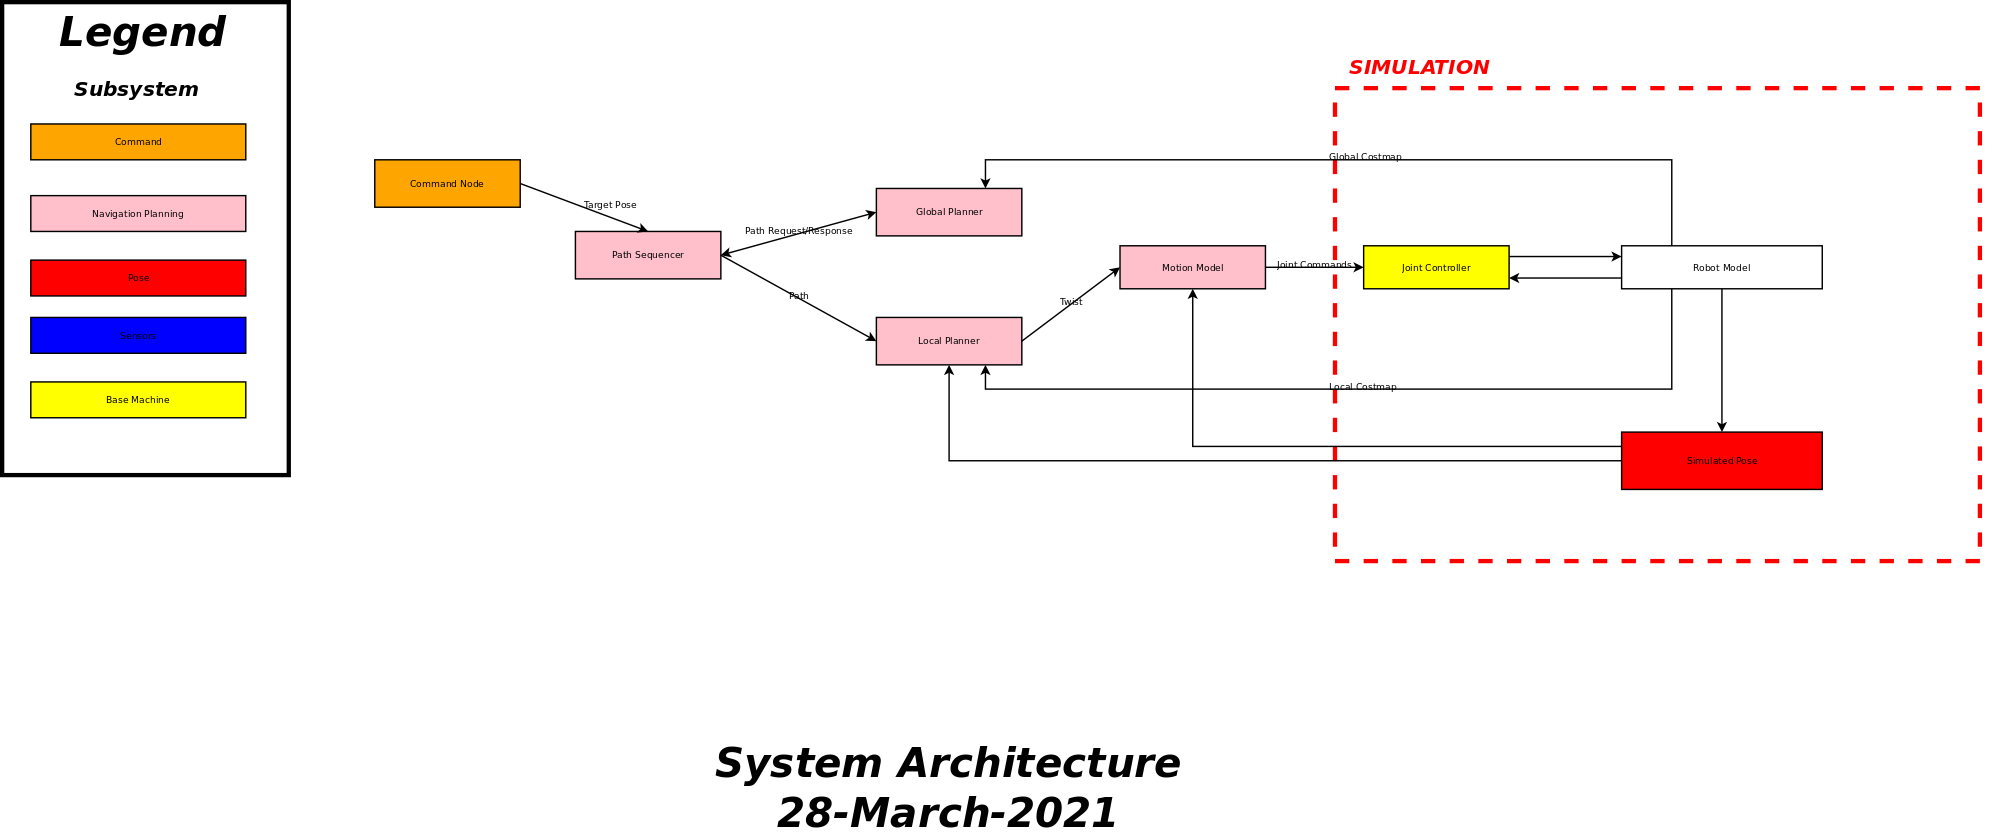 Legend
Subsystem
Command
Navigation Planning
Pose
Sensors
Base Machine
SIMULATION
Global Costmap
Command Node
Target Pose
Global Planner
Path Request/Response
Path Sequencer
Motion Model
Joint Commands
Joint Controller
Robot Model
Path
Twist
Local Planner
Local Costmap
Simulated Pose
System Architecture
28-March-2021